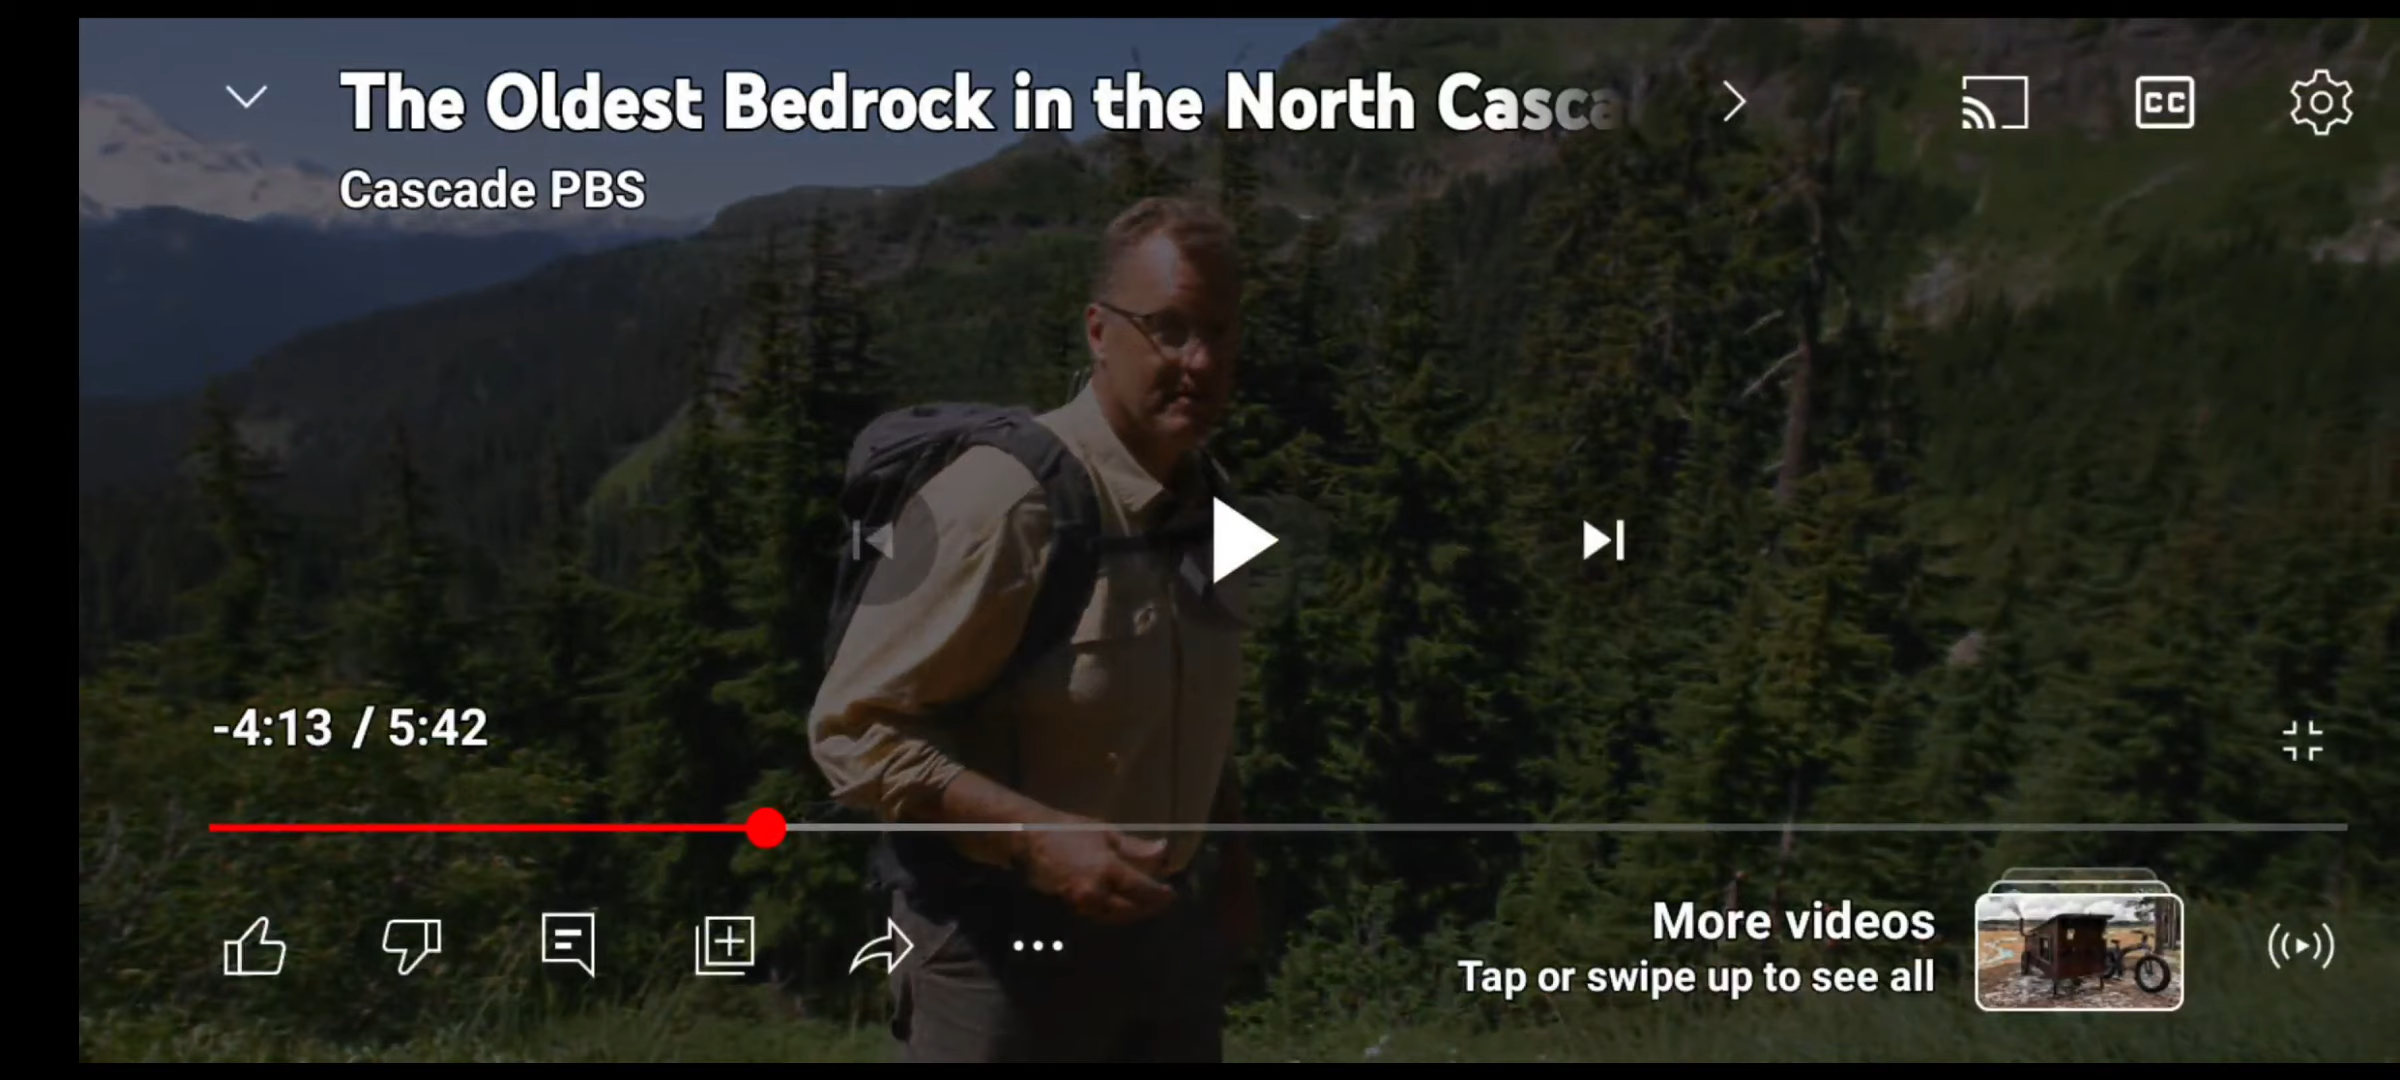 The Oldest Bedrock in the North Casca
Cascade PBS
CC
-4:13 / 5:42
More videos
Tap or swipe up to see all